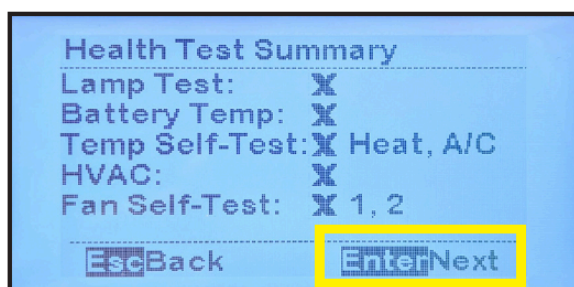 Health Test Summary
Lamp Test: X
Battery Temp: X
Temp Self-Test: X Heat, A/C
HVAC: X
Fan Self-Test: X 1, 2
Esc Back Enter Next